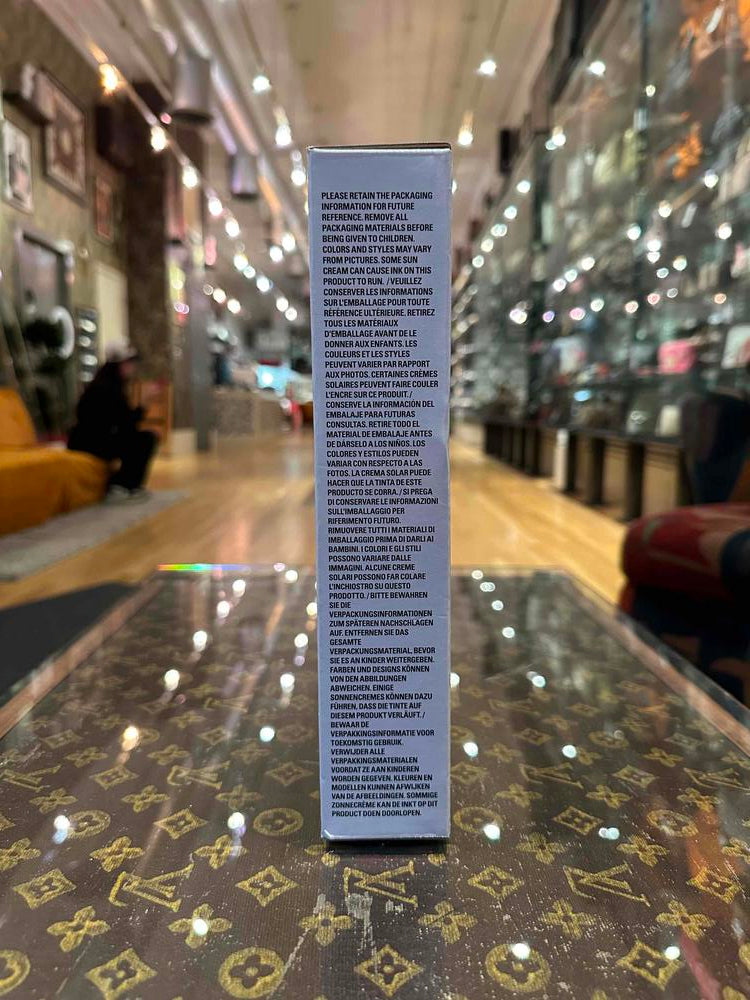 PLEASE RETAIN THE PACKAGING
INFORMATION FOR FUTURE
REFERENCE. REMOVE ALL
PACKAGING MATERIALS BEFORE
BEING GIVEN TO CHILDREN.
COLORS AND STYLES MAY VARY
FROM PICTURES. SOME SUN
CREAM CAN CAUSE INK ON THIS
PRODUCT TO RUN. / VEUILLEZ
CONSERVER LES INFORMATIONS
SUR L'EMBALLAGE POUR TOUTE
RÉFÉRENCE ULTÉRIEURE. RETIREZ
TOUS LES MATÉRIAUX
D'EMBALLAGE AVANT DE LE
DONNER AUX ENFANTS. LES
COULEURS ET LES STYLES
PEUVENT VARIER PAR RAPPORT
AUX PHOTOS. CERTAINES CRÈMES
SOLAIRES PEUVENT FAIRE COULER
L'ENCRE SUR CE PRODUIT. /
CONSERVE LA INFORMACIÓN DEL
EMBALAJE PARA FUTURAS
CONSULTAS. RETIRE TODO EL
MATERIAL DE EMBALAJE ANTES
DE DÁRSELO A LOS NIÑOS. LOS
COLORES Y ESTILOS PUEDEN
VARIAR CON RESPECTO A LAS
FOTOS. LA CREMA SOLAR PUEDE
HACER QUE LA TINTA DE ESTE
PRODUCTO SE CORRA. / SI PREGA
DI CONSERVARE LE INFORMAZIONI
SULL'IMBALLAGGIO PER
RIFERIMENTO FUTURO.
RIMUOVERE TUTTI I MATERIALI DI
IMBALLAGGIO PRIMA DI DARLI AI
BAMBINI. I COLORI E GLI STILI
POSSONO VARIARE DALLE
IMMAGINI. ALCUNE CREME
SOLARI POSSONO FAR COLARE
L'INCHIOSTRO SU QUESTO
PRODOTTO. / BITTE BEWAHREN
SIE DIE
VERPACKUNGSINFORMATIONEN
ZUM SPÄTEREN NACHSCHLAGEN
AUF. ENTFERNEN SIE DAS
GESAMTE
VERPACKUNGSMATERIAL, BEVOR
SIE ES AN KINDER WEITERGEBEN.
FARBEN UND DESIGNS KÖNNEN
VON DEN ABBILDUNGEN
ABWEICHEN. EINIGE
SONNENCREMES KÖNNEN DAZU
FÜHREN, DASS DIE TINTE AUF
DIESEM PRODUKT VERLÄUFT. /
BEWAAR DE
VERPAKKINGSINFORMATIE VOOR
TOEKOMSTIG GEBRUIK.
VERWIJDER ALLE
VERPAKKINGSMATERIALEN
VOORDAT ZE AAN KINDEREN
WORDEN GEGEVEN. KLEUREN EN
MODELLEN KUNNEN AFWIJKEN
VAN DE AFBEELDINGEN. SOMMIGE
ZONNECRÈME KAN DE INKT OP DIT
PRODUCT DOEN DOORLOPEN.
LV
LV
LV